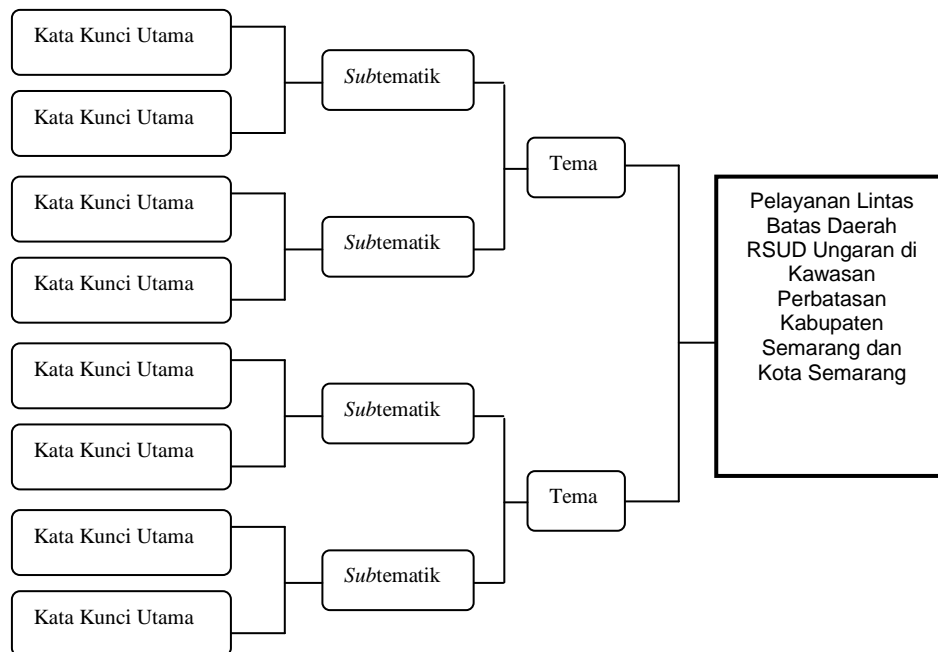 Kata Kunci Utama
Kata Kunci Utama
Kata Kunci Utama
Kata Kunci Utama
Kata Kunci Utama
Kata Kunci Utama
Kata Kunci Utama
Kata Kunci Utama
Subtematik
Subtematik
Subtematik
Subtematik
Tema
Tema
Pelayanan Lintas
Batas Daerah
RSUD Ungaran di
Kawasan
Perbatasan
Kabupaten
Semarang dan
Kota Semarang